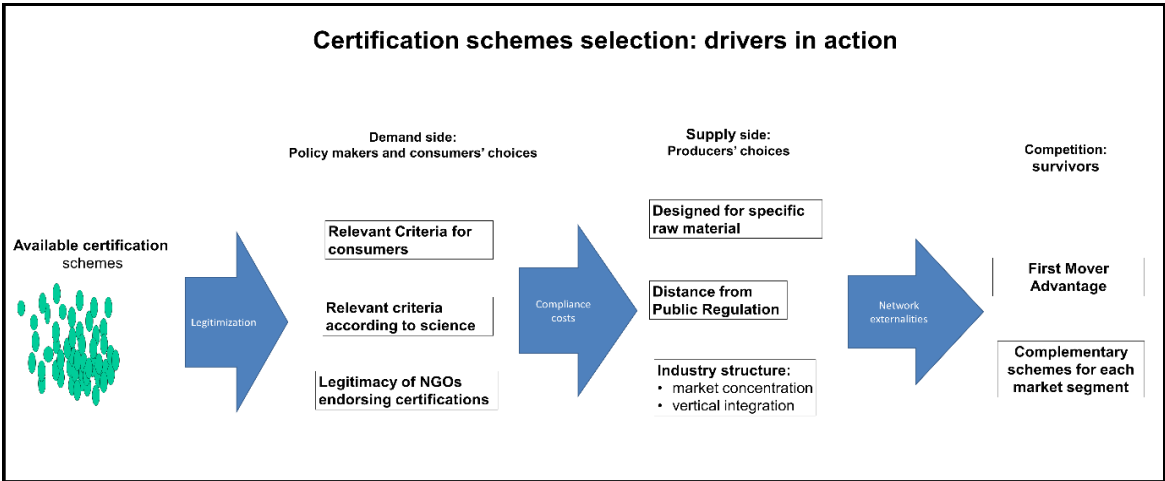 Certification schemes selection: drivers in action
Demand side:
Policy makers and consumers' choices
Supply side:
Producers' choices
Competition:
survivors
Available certification
schemes
Legitimization
Relevant Criteria for
consumers
Relevant criteria
according to science
Legitimacy of NGOs
endorsing certifications
Compliance
costs
Designed for specific
raw material
Distance from
Public Regulation
Industry structure:
• market concentration
• vertical integration
Network
externalities
First Mover
Advantage
Complementary
schemes for each
market segment